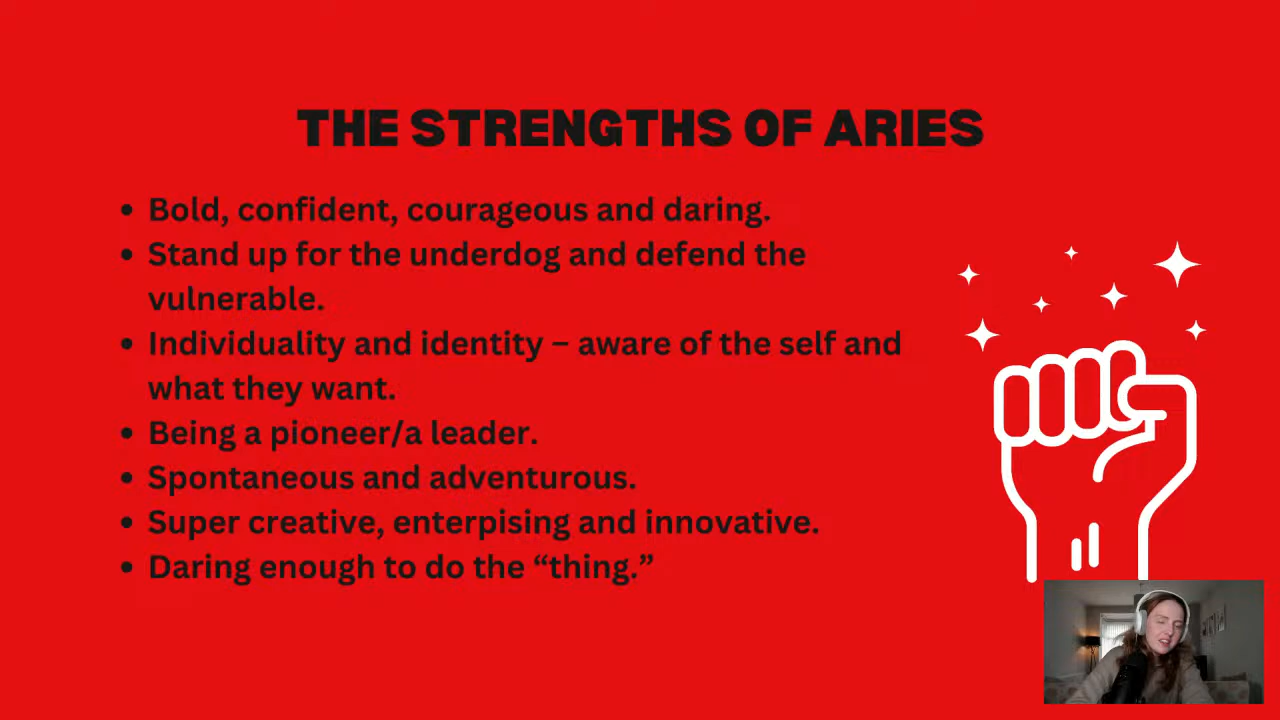 THE STRENGTHS OF ARIES
• Bold, confident, courageous and daring.
• Stand up for the underdog and defend the
vulnerable.
• Individuality and identity – aware of the self and
what they want.
• Being a pioneer/a leader.
• Spontaneous and adventurous.
• Super creative, enterpising and innovative.
• Daring enough to do the “thing.”